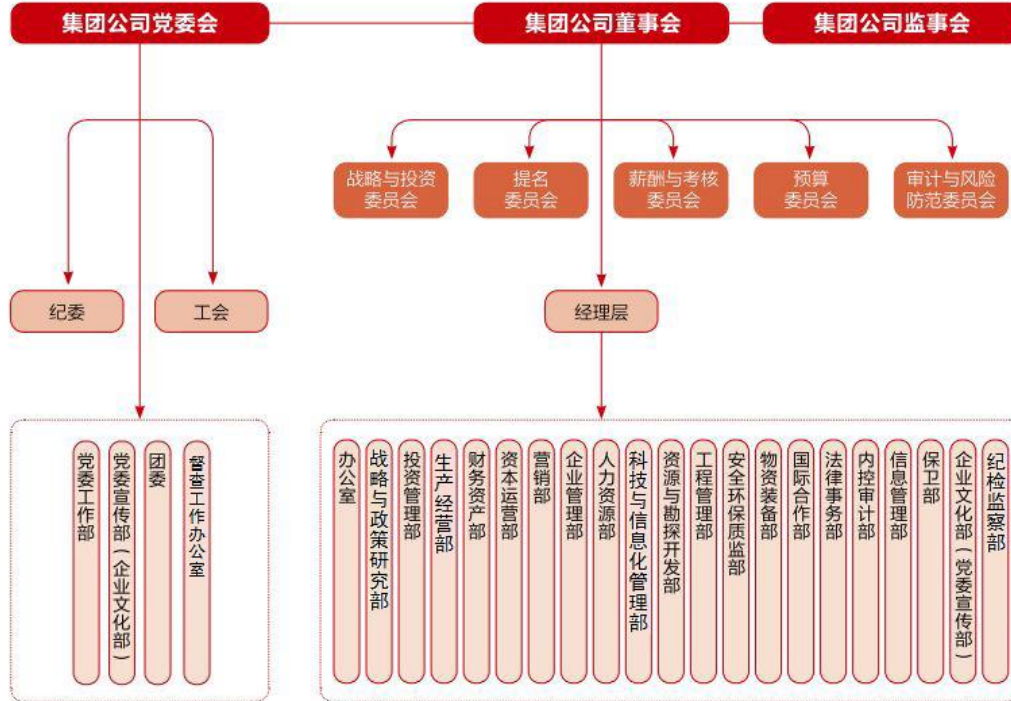 集团公司党委会
集团公司董事会
集团公司监事会
战略与投资
委员会
提名
委员会
薪酬与考核
委员会
预算
委员会
审计与风险
防范委员会
纪委
工会
经理层
党委工作部
党委宣传部(企业文化部)
团委
督查工作办公室
办公室
战略与政策研究部
投资管理部
生产经营部
财务资产部
资本运营部
营销部
企业管理部
人力资源部
科技与信息化管理部
资源与勘探开发部
工程管理部
安全环保质监部
物资装备部
国际合作部
法律事务部
内控审计部
信息管理部
保卫部
企业文化部(党委宣传部)
纪检监察部